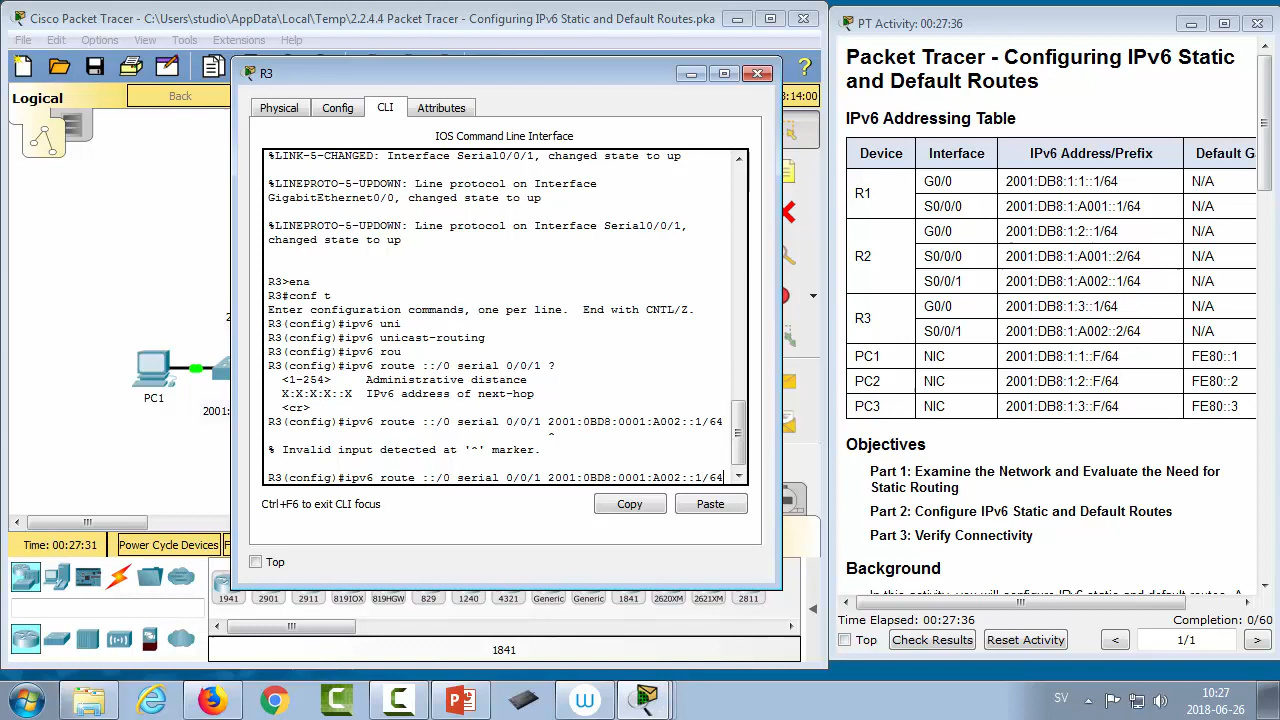 Cisco Packet Tracer - C:\Users\studio\AppData\Local\Temp\2.2.4.4 Packet Tracer - Configuring IPv6 Static and Default Routes.pka
File Edit Options View Tools Extensions Help
Logical
Back
:14:00
PC1
2001:
Time: 00:27:31
Power Cycle Devices
F
R3
Physical
Config
CLI
Attributes
IOS Command Line Interface
%LINK-5-CHANGED: Interface Serial0/0/1, changed state to up
%LINEPROTO-5-UPDOWN: Line protocol on Interface
GigabitEthernet0/0, changed state to up
%LINEPROTO-5-UPDOWN: Line protocol on Interface Serial0/0/1,
changed state to up
R3>ena
R3#conf t
Enter configuration commands, one per line.  End with CNTL/Z.
R3(config)#ipv6 uni
R3(config)#ipv6 unicast-routing
R3(config)#ipv6 rou
R3(config)#ipv6 route ::/0 serial 0/0/1 ?
<1-254> Administrative distance
X:X:X:X::X IPv6 address of next-hop
<cr>
R3(config)#ipv6 route ::/0 serial 0/0/1 2001:0BD8:0001:A002::1/64
^
% Invalid input detected at '^' marker.
R3(config)#ipv6 route ::/0 serial 0/0/1 2001:0BD8:0001:A002::1/64
Ctrl+F6 to exit CLI focus
Copy
Paste
Top
1941 2901 2911 819IOX 819HGW 829 1240 4321 Generic Generic 1841 2620XM 2621XM 2811
1841
PT Activity: 00:27:36
Packet Tracer - Configuring IPv6 Static
and Default Routes
IPv6 Addressing Table
Device Interface IPv6 Address/Prefix Default G
R1 G0/0 2001:DB8:1:1::1/64 N/A
S0/0/0 2001:DB8:1:A001::1/64 N/A
R2 G0/0 2001:DB8:1:2::1/64 N/A
S0/0/0 2001:DB8:1:A001::2/64 N/A
S0/0/1 2001:DB8:1:A002::1/64 N/A
R3 G0/0 2001:DB8:1:3::1/64 N/A
S0/0/1 2001:DB8:1:A002::2/64 N/A
PC1 NIC 2001:DB8:1:1::F/64 FE80::1
PC2 NIC 2001:DB8:1:2::F/64 FE80::2
PC3 NIC 2001:DB8:1:3::F/64 FE80::3
Objectives
Part 1: Examine the Network and Evaluate the Need for
Static Routing
Part 2: Configure IPv6 Static and Default Routes
Part 3: Verify Connectivity
Background
In this activity, you will configure IPv6 static and default routes. A
Time Elapsed: 00:27:36
Completion: 0/60
Top
Check Results
Reset Activity
<
1/1
>
SV
10:27
2018-06-26